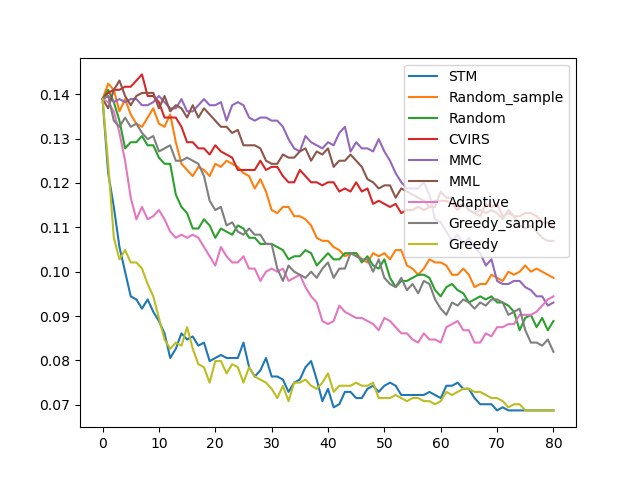 0.14
0.13
0.12
0.11
0.10
0.09
0.08
0.07
0 10 20 30 40 50 60 70 80
STM
Random_sample
Random
CVIRS
MMC
MML
Adaptive
Greedy_sample
Greedy